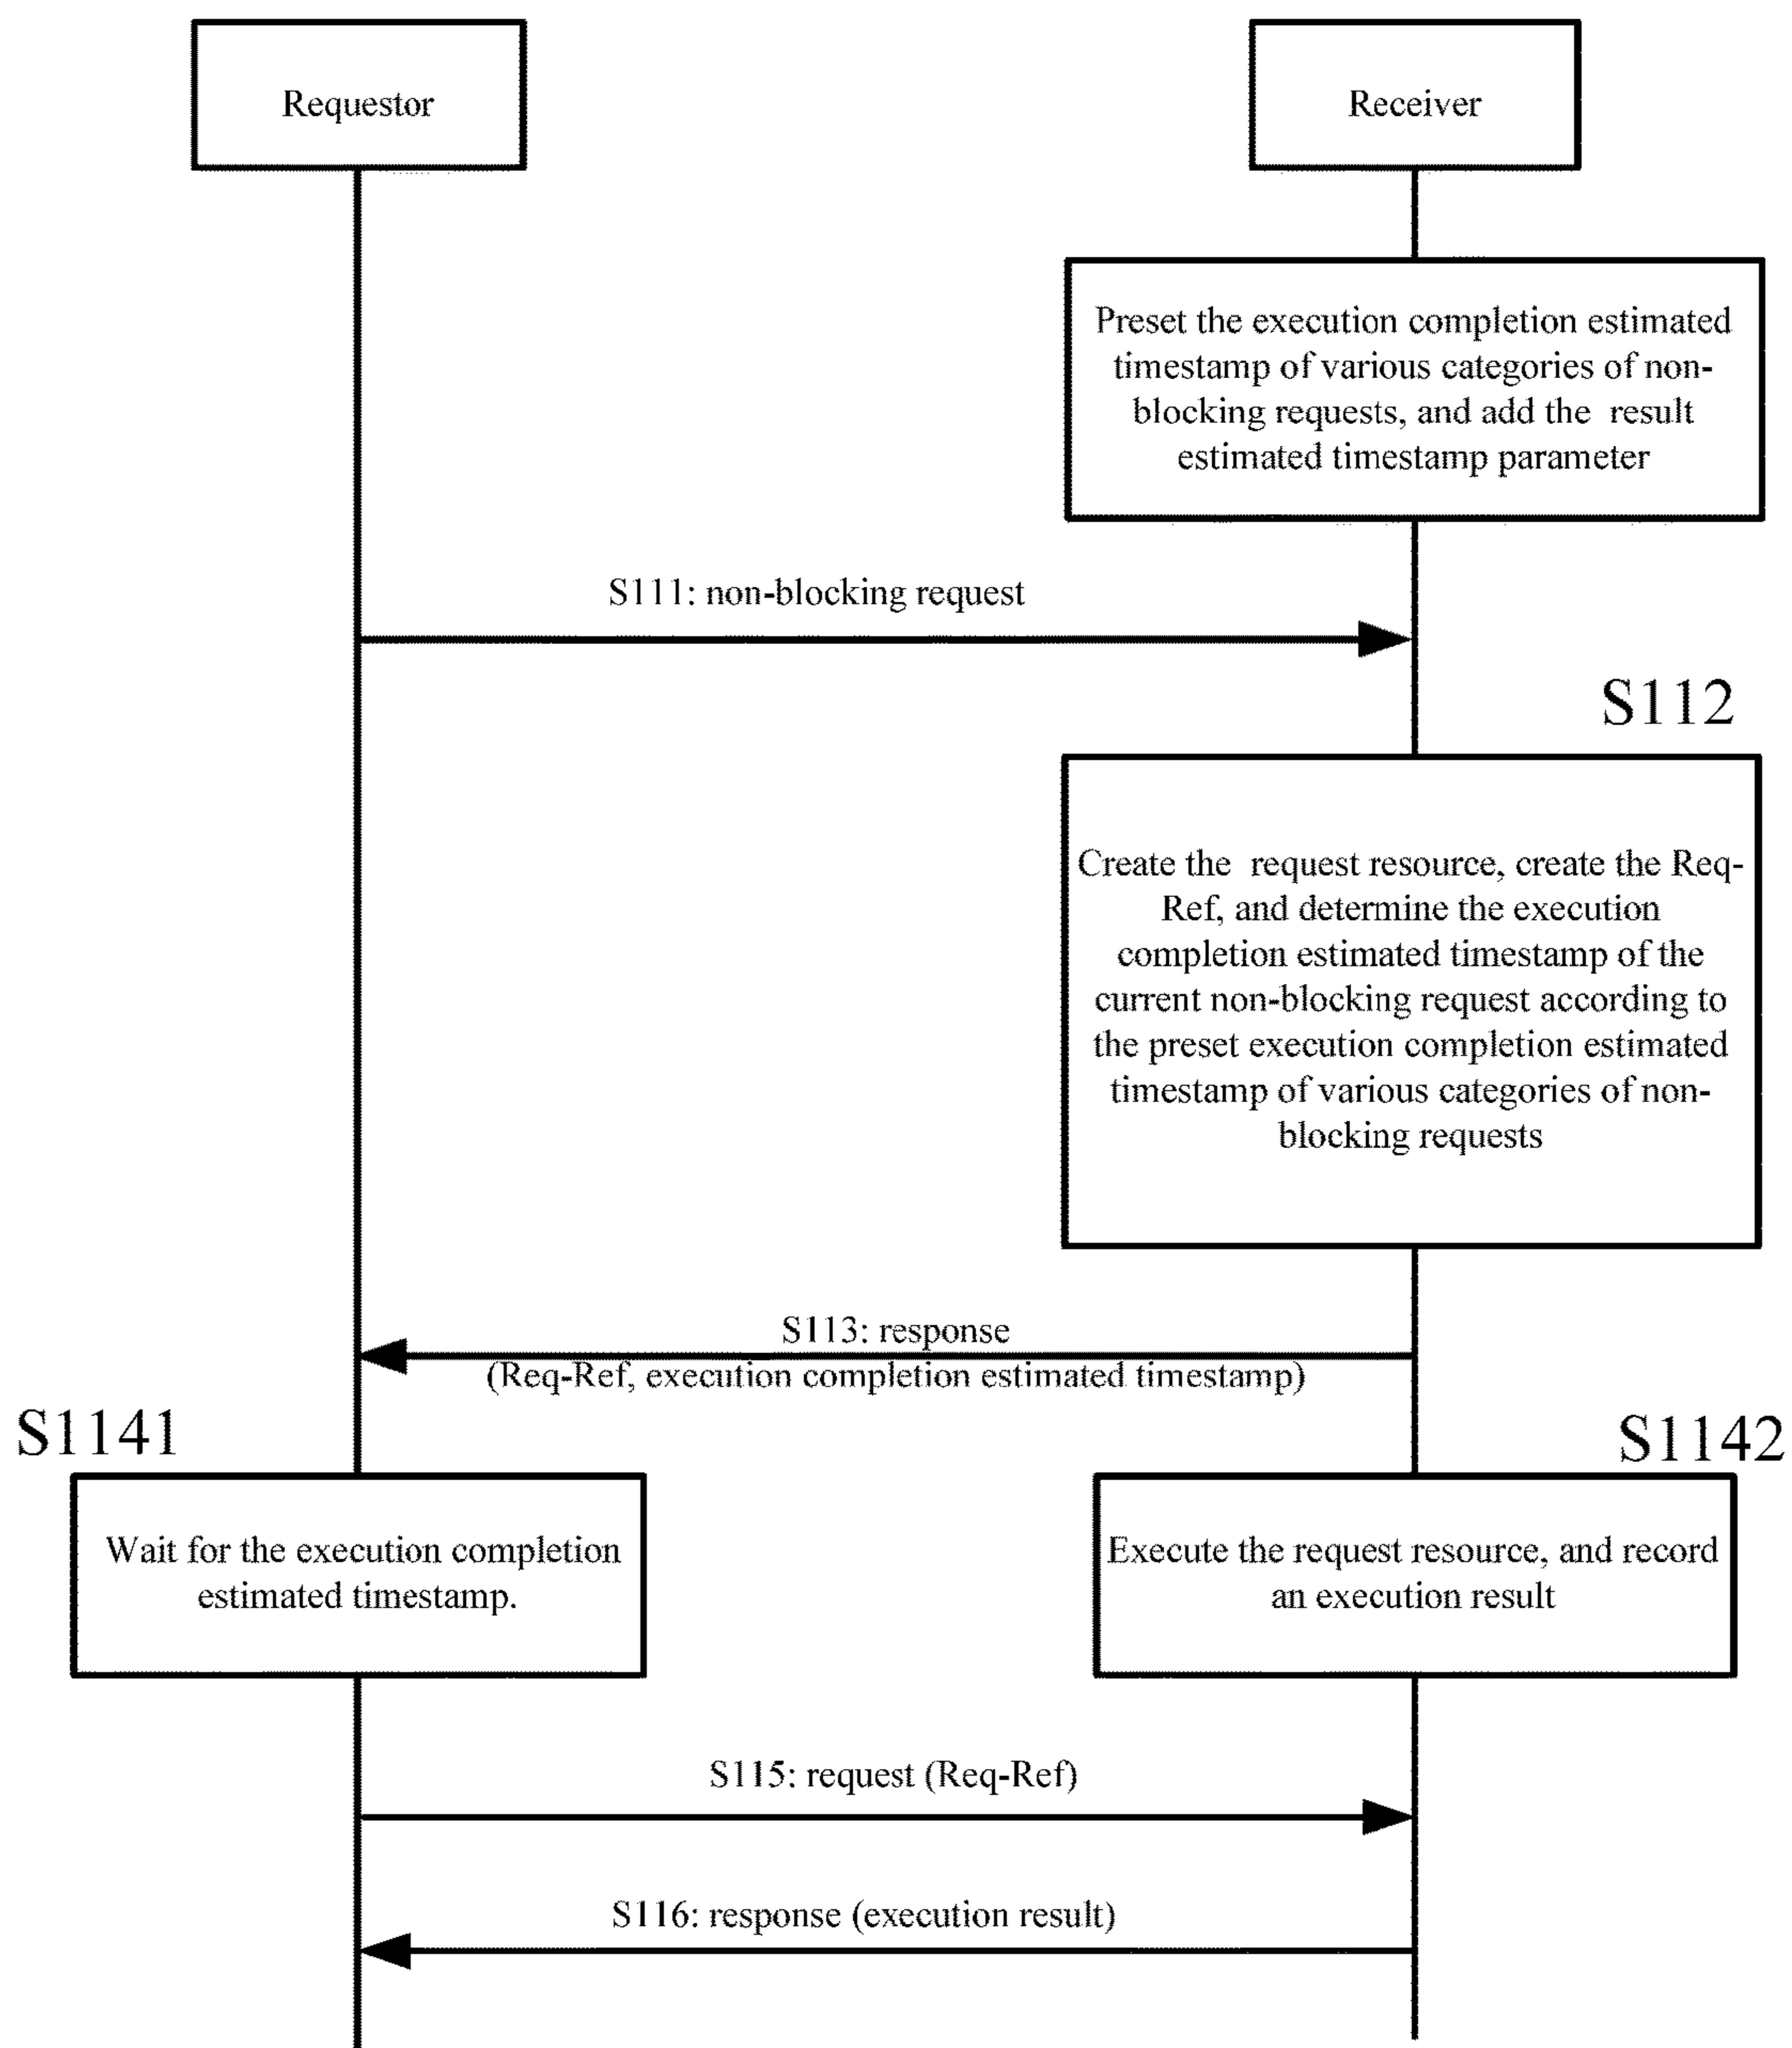 Requestor
Receiver
Preset the execution completion estimated
timestamp of various categories of non-
blocking requests, and add the result
estimated timestamp parameter
S111: non-blocking request
S112
Create the request resource, create the Req-
Ref, and determine the execution
completion estimated timestamp of the
current non-blocking request according to
the preset execution completion estimated
timestamp of various categories of non-
blocking requests
S113: response
(Req-Ref, execution completion estimated timestamp)
S1141
S1142
Wait for the execution completion
estimated timestamp.
Execute the request resource, and record
an execution result
S115: request (Req-Ref)
S116: response (execution result)